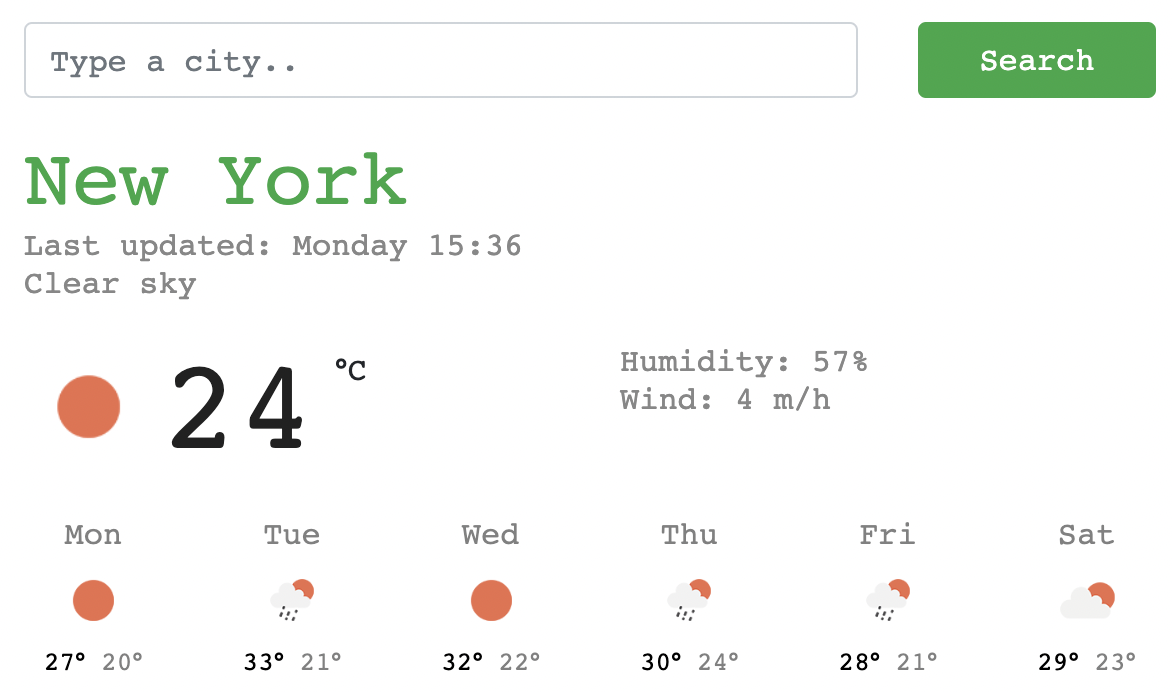 Type a city..
Search
New York
Last updated: Monday 15:36
Clear sky
24 °C
Humidity: 57%
Wind: 4 m/h
Mon Tue Wed Thu Fri Sat
27° 20° 33° 21° 32° 22° 30° 24° 28° 21° 29° 23°